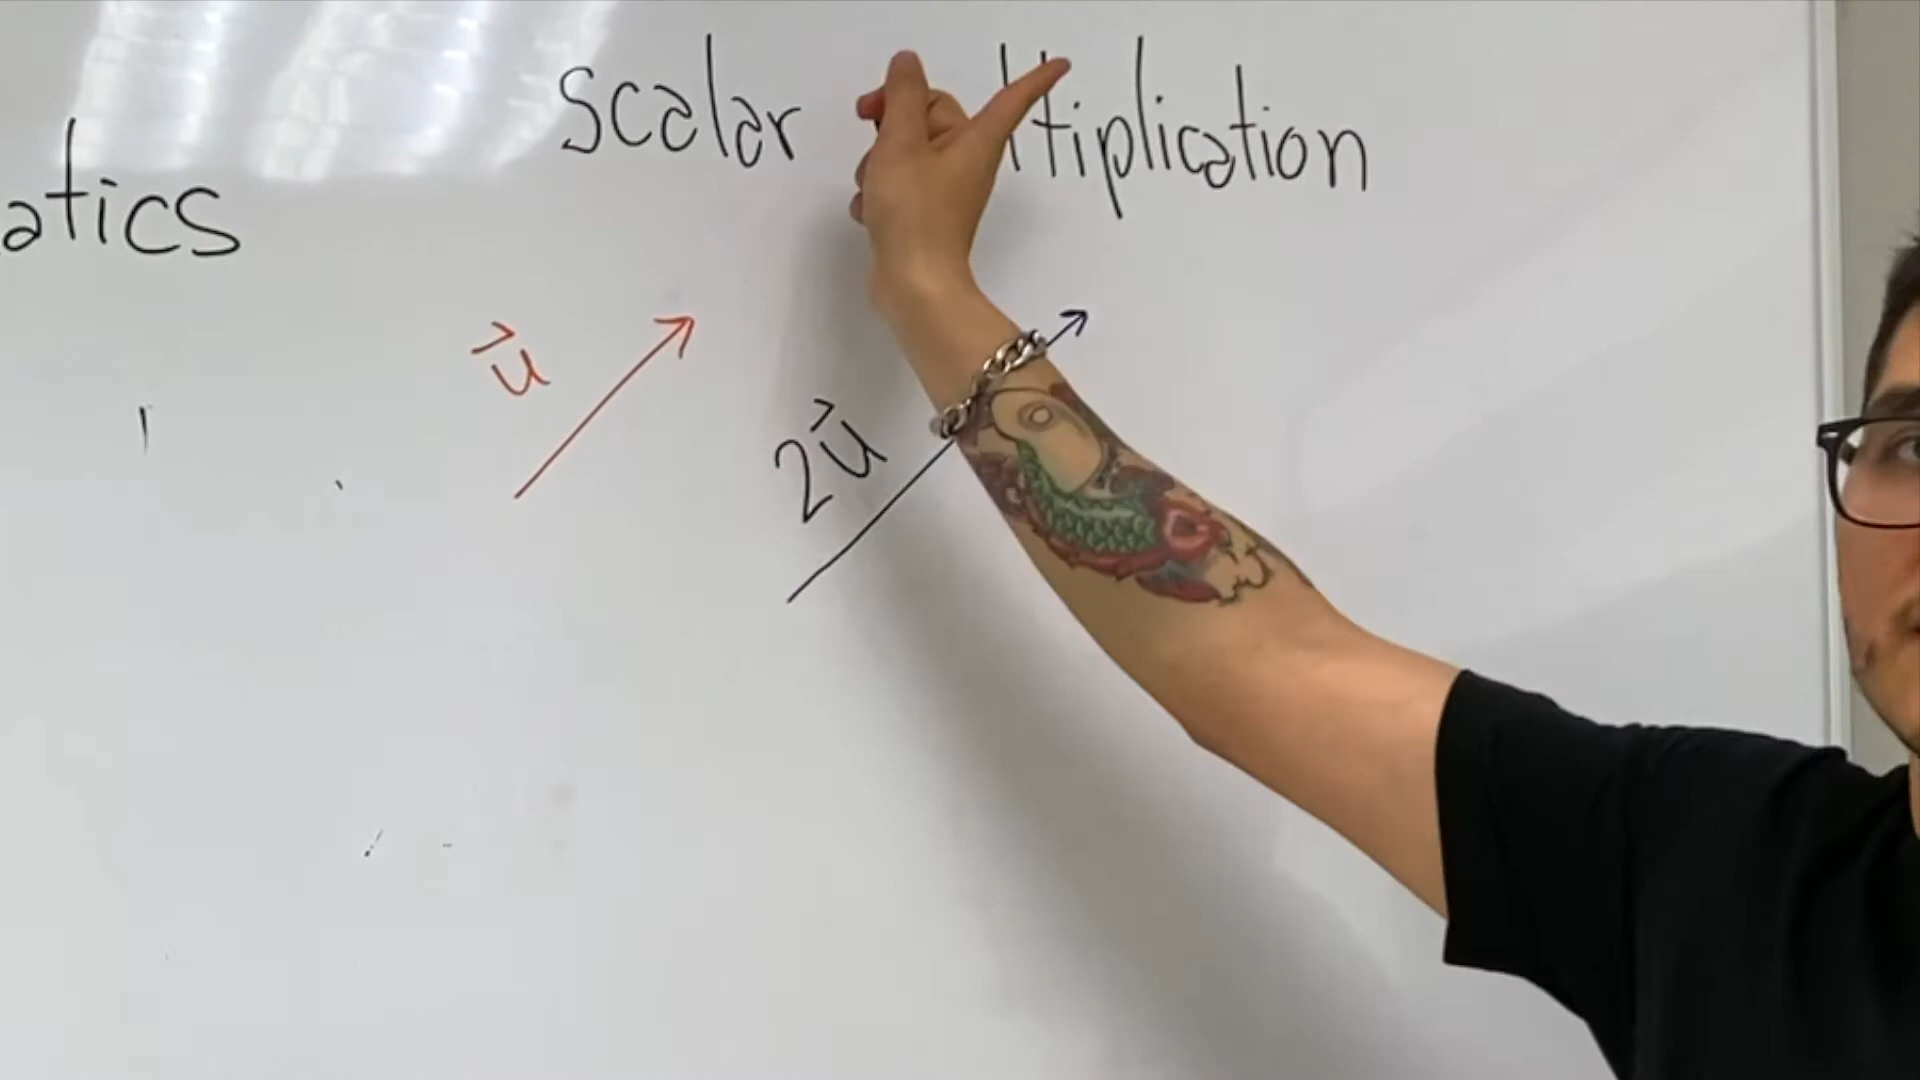 scalar ltiplication
atics
u⃗
2u⃗